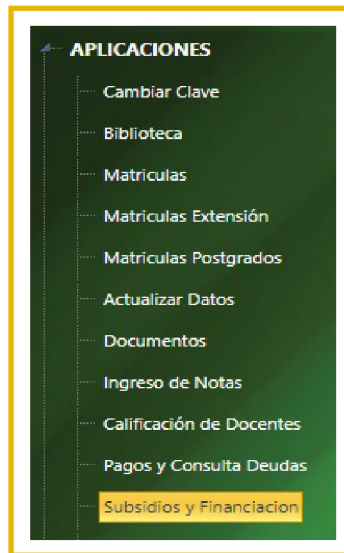 APLICACIONES
Cambiar Clave
Biblioteca
Matriculas
Matriculas Extensión
Matriculas Postgrados
Actualizar Datos
Documentos
Ingreso de Notas
Calificación de Docentes
Pagos y Consulta Deudas
Subsidios y Financiacion